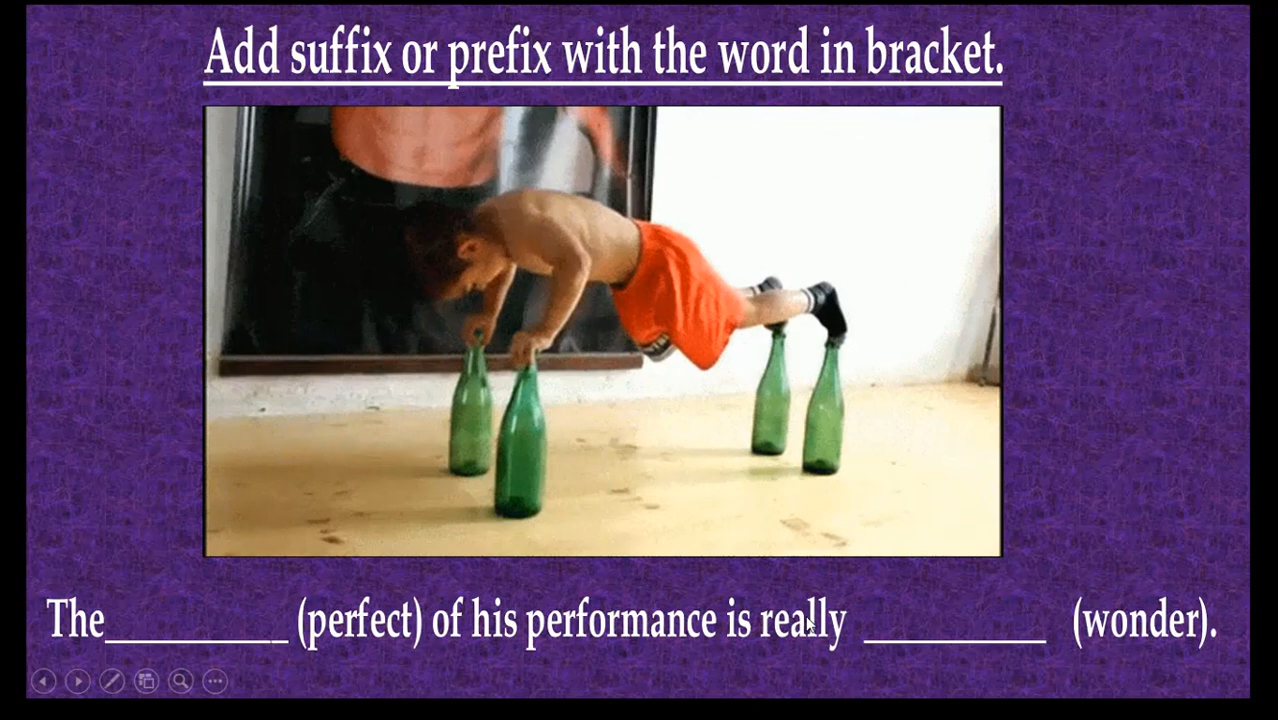 Add suffix or prefix with the word in bracket.
The__________ (perfect) of his performance is really __________ (wonder).